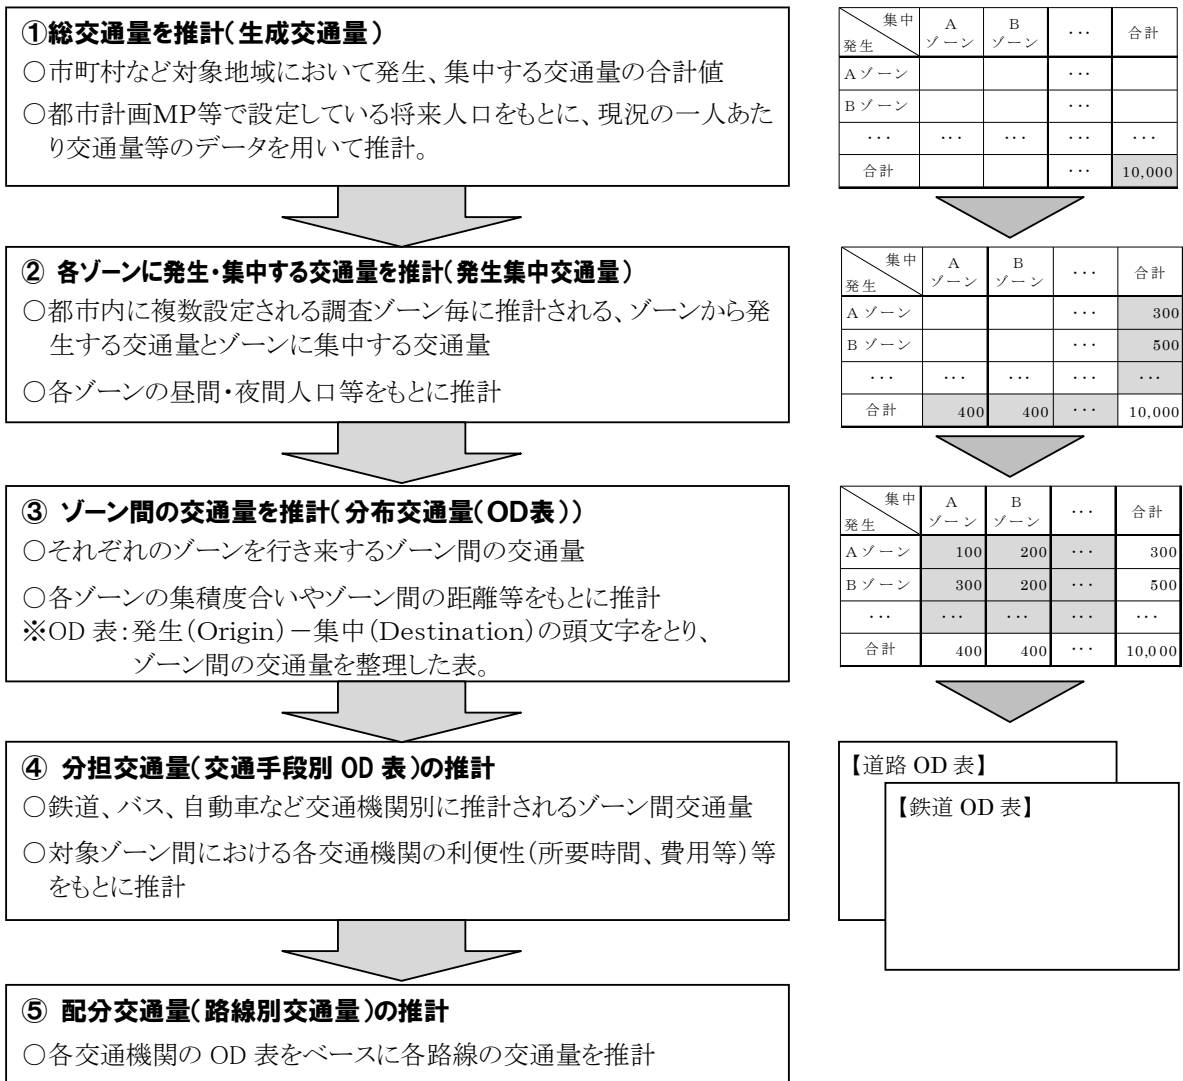 ①総交通量を推計(生成交通量)
○市町村など対象地域において発生、集中する交通量の合計値
○都市計画MP等で設定している将来人口をもとに、現況の一人あた
り交通量等のデータを用いて推計。
集中
発生
A
ゾーン
B
ゾーン
･･･
合計
Aゾーン
･･･
Bゾーン
･･･
･･･ ･･･ ･･･ ･･･ ･･･
合計 ･･･ 10,000
② 各ゾーンに発生・集中する交通量を推計(発生集中交通量)
○都市内に複数設定される調査ゾーン毎に推計される、ゾーンから発
生する交通量とゾーンに集中する交通量
○各ゾーンの昼間・夜間人口等をもとに推計
集中
発生
A
ゾーン
B
ゾーン
･･･
合計
Aゾーン ･･･ 300
Bゾーン ･･･ 500
･･･ ･･･ ･･･ ･･･ ･･･
合計 400 400 ･･･ 10,000
③ ゾーン間の交通量を推計(分布交通量(OD表))
○それぞれのゾーンを行き来するゾーン間の交通量
○各ゾーンの集積度合いやゾーン間の距離等をもとに推計
※OD 表:発生(Origin)-集中(Destination)の頭文字をとり、
ゾーン間の交通量を整理した表。
集中
発生
A
ゾーン
B
ゾーン
･･･
合計
Aゾーン 100 200 ･･･ 300
Bゾーン 300 200 ･･･ 500
･･･ ･･･ ･･･ ･･･ ･･･
合計 400 400 ･･･ 10,000
④ 分担交通量(交通手段別 OD 表)の推計
○鉄道、バス、自動車など交通機関別に推計されるゾーン間交通量
○対象ゾーン間における各交通機関の利便性(所要時間、費用等)等
をもとに推計
【道路 OD 表】
【鉄道 OD 表】
⑤ 配分交通量(路線別交通量)の推計
○各交通機関の OD 表をベースに各路線の交通量を推計